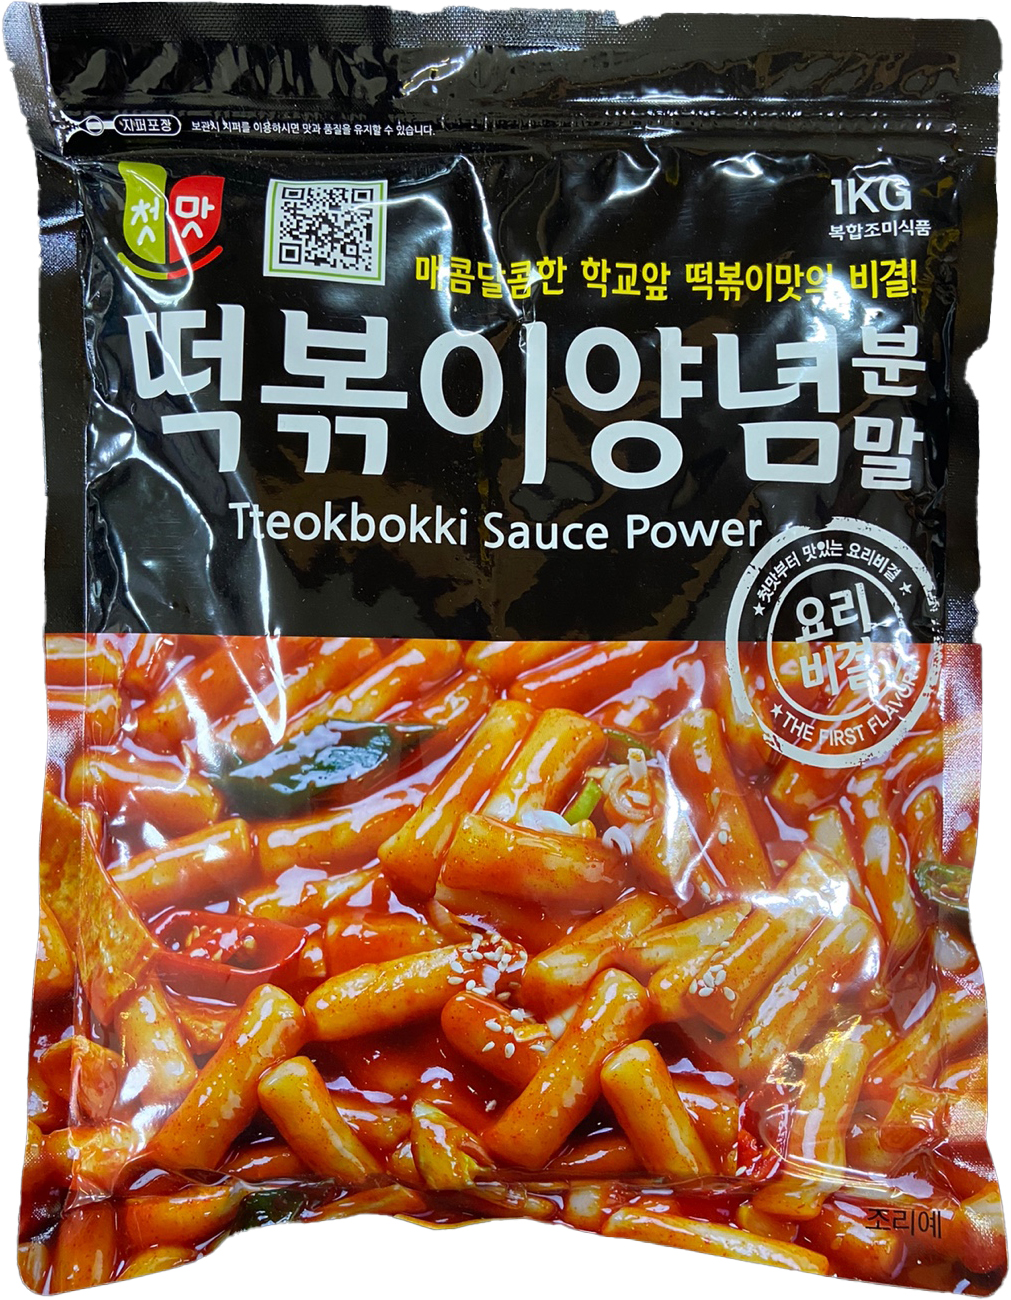 지퍼포장 보관시 지퍼를 이용하시면 맛과 품질을 유지할 수 있습니다.
첫맛
1KG
복합조미식품
매콤달콤한 학교앞 떡볶이맛의 비결!
떡볶이양념분말
Tteokbokki Sauce Power
★ 첫맛부터 맛있는 요리비결 ★
요리
비결
★ THE FIRST FLAVOR
조리예